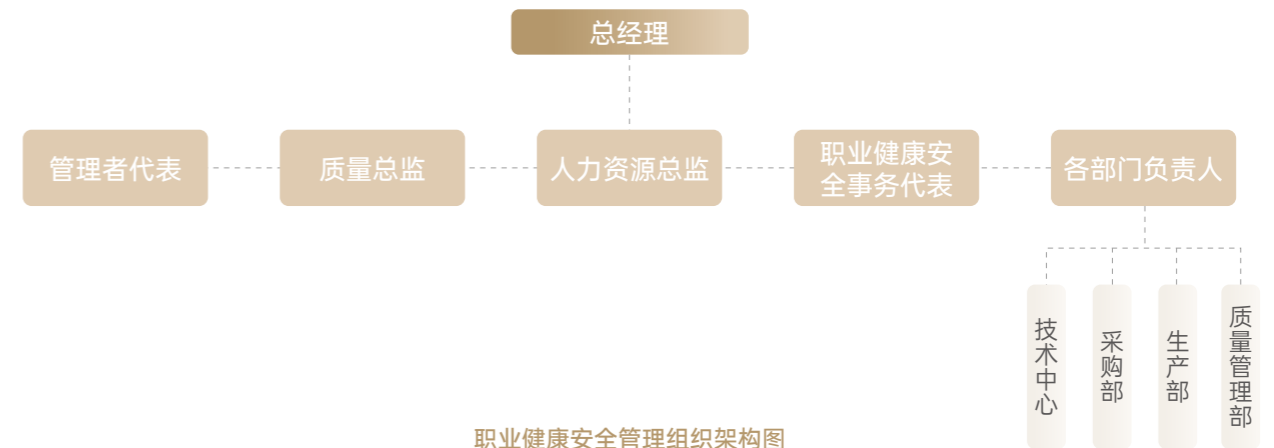 总经理
管理者代表
质量总监
人力资源总监
职业健康安
全事务代表
各部门负责人
技术中心
采购部
生产部
质量管理部
职业健康安全管理组织架构图